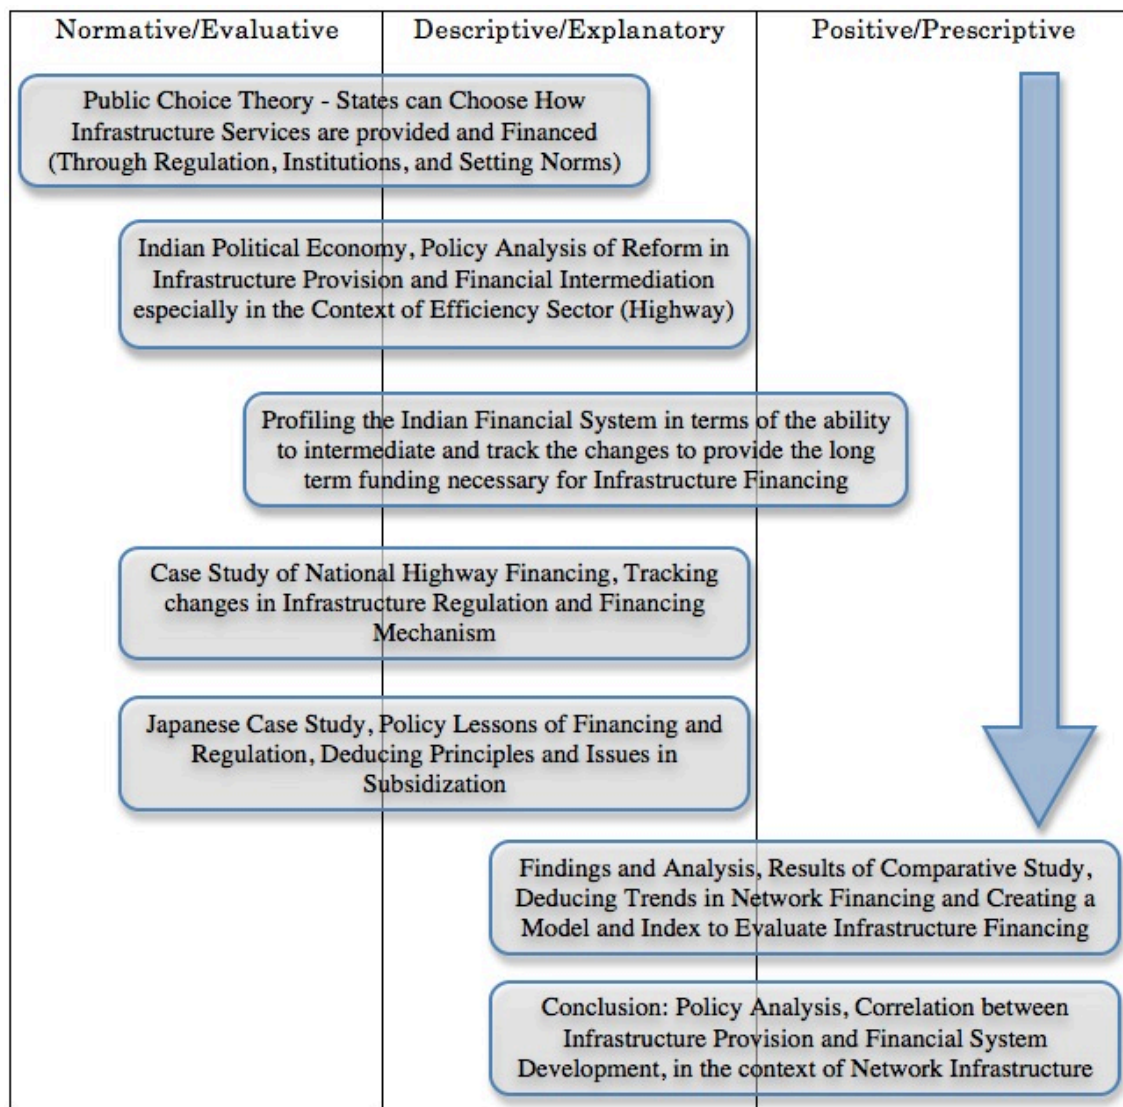 Normative/Evaluative
Descriptive/Explanatory
Positive/Prescriptive
Public Choice Theory - States can Choose How
Infrastructure Services are provided and Financed
(Through Regulation, Institutions, and Setting Norms)
Indian Political Economy, Policy Analysis of Reform in
Infrastructure Provision and Financial Intermediation
especially in the Context of Efficiency Sector (Highway)
Profiling the Indian Financial System in terms of the ability
to intermediate and track the changes to provide the long
term funding necessary for Infrastructure Financing
Case Study of National Highway Financing, Tracking
changes in Infrastructure Regulation and Financing
Mechanism
Japanese Case Study, Policy Lessons of Financing and
Regulation, Deducing Principles and Issues in
Subsidization
Findings and Analysis, Results of Comparative Study,
Deducing Trends in Network Financing and Creating a
Model and Index to Evaluate Infrastructure Financing
Conclusion: Policy Analysis, Correlation between
Infrastructure Provision and Financial System
Development, in the context of Network Infrastructure